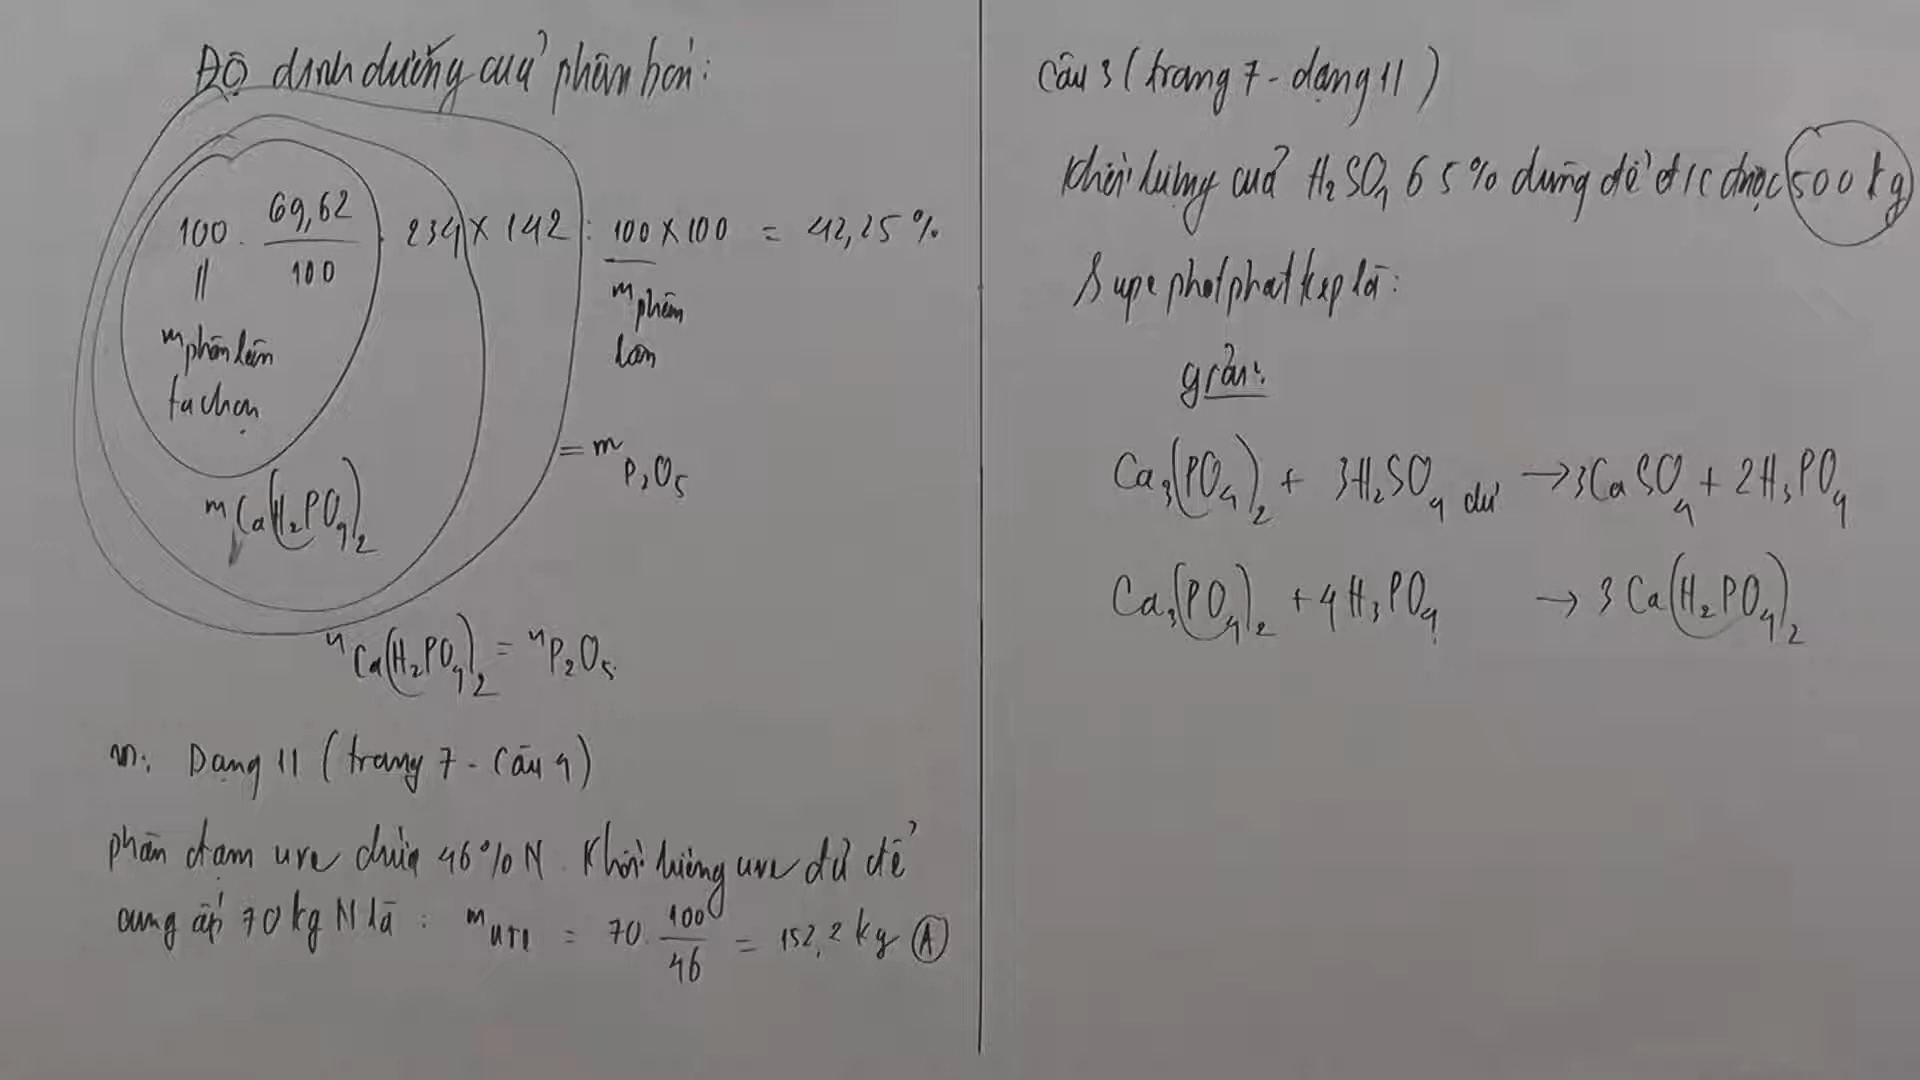 Độ dinh dưỡng của phân bón:
100 . 69,62 / 100 : 234 × 142 : 100 × 100 = 42,25 %
||
m phân lân
ta chọn
m phân
lân
= m P2O5
m Ca(H2PO4)2
n Ca(H2PO4)2 = n P2O5
Dạng 11 (trang 7 - câu 4)
phân đạm ure chứa 46% N. Khối lượng ure đủ để
cung cấp 70 kg N là : m ure = 70 . 100 / 46 = 152,2 kg (A)
Câu 3 (trang 7 - dạng 11)
Khối lượng của H2SO4 65% dùng để đ/c được 500 kg
Supe photphat kép là:
giải:
Ca3(PO4)2 + 3H2SO4 dư → 3CaSO4 + 2H3PO4
Ca3(PO4)2 + 4H3PO4 → 3Ca(H2PO4)2